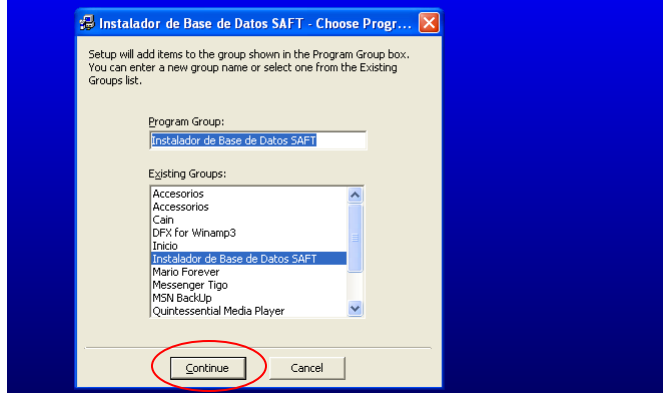 Instalador de Base de Datos SAFT - Choose Progr...
Setup will add items to the group shown in the Program Group box.
You can enter a new group name or select one from the Existing
Groups list.
Program Group:
Instalador de Base de Datos SAFT
Existing Groups:
Accesorios
Accessorios
Cain
DFX for Winamp3
Inicio
Instalador de Base de Datos SAFT
Mario Forever
Messenger Tigo
MSN BackUp
Quintessential Media Player
Continue
Cancel